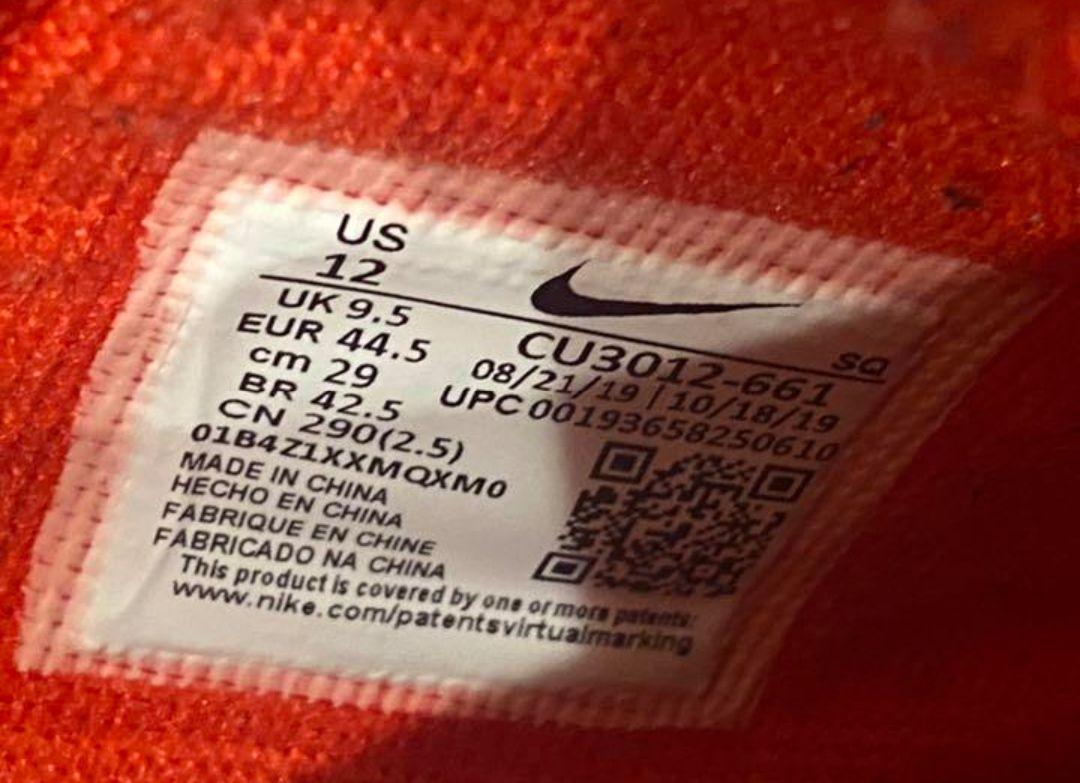 US
12
UK 9.5
EUR 44.5
cm 29
BR 42.5
CN 290(2.5)
01B4Z1XXMQXM0
SQ
CU3012-661
08/21/19 | 10/18/19
UPC 00193658250610
MADE IN CHINA
HECHO EN CHINA
FABRIQUE EN CHINE
FABRICADO NA CHINA
This product is covered by one or more patents:
www.nike.com/patentsvirtualmarking